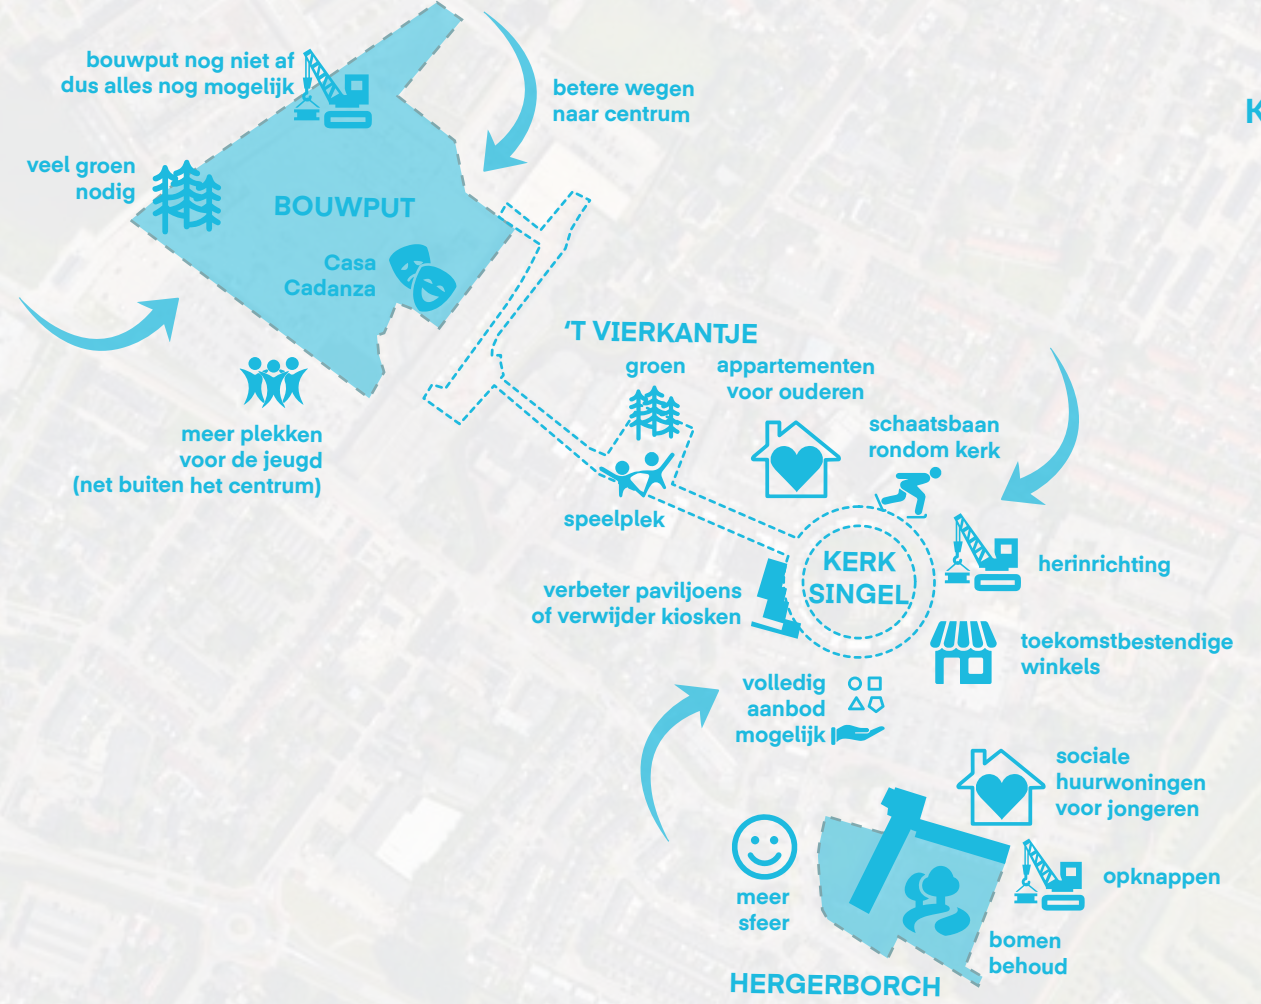 bouwput nog niet af
dus alles nog mogelijk
betere wegen
naar centrum
K
veel groen
nodig
BOUWPUT
Casa
Cadanza
meer plekken
voor de jeugd
(net buiten het centrum)
'T VIERKANTJE
groen
appartementen
voor ouderen
schaatsbaan
rondom kerk
speelplek
KERK
SINGEL
herinrichting
verbeter paviljoens
of verwijder kiosken
toekomstbestendige
winkels
volledig
aanbod
mogelijk
sociale
huurwoningen
voor jongeren
meer
sfeer
opknappen
bomen
behoud
HERGERBORCH